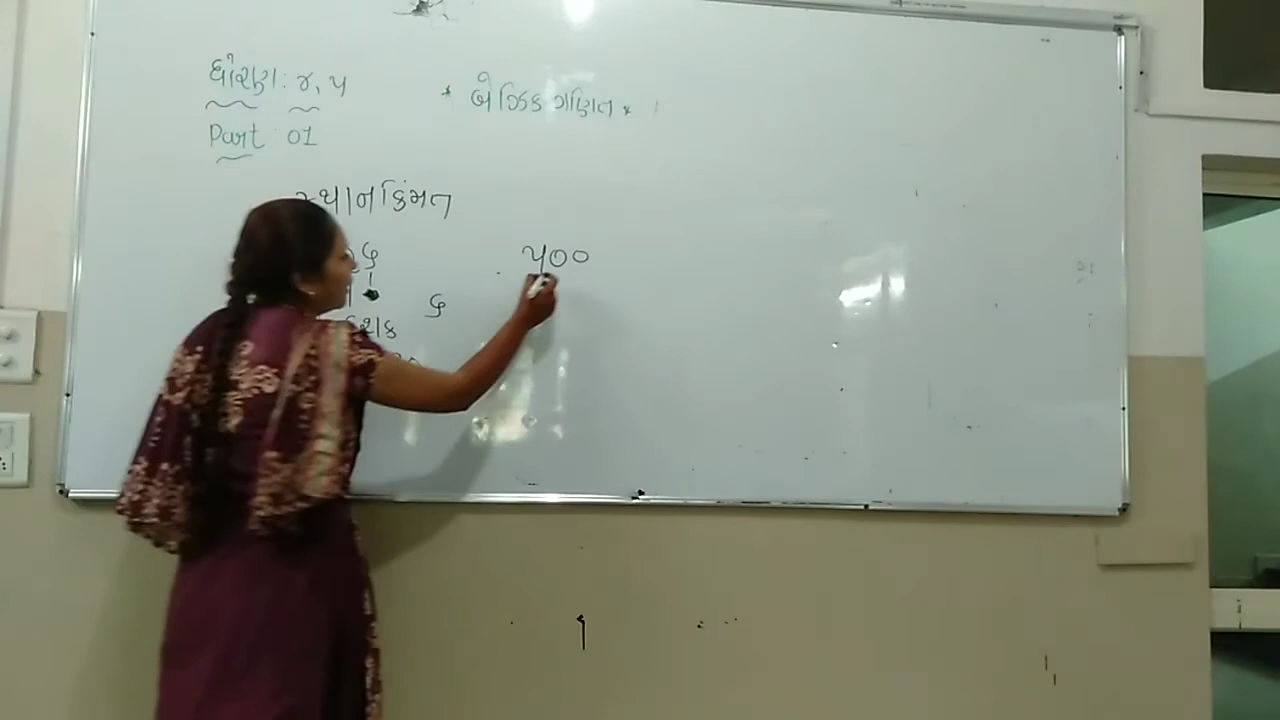 ધોરણ: ૪, ૫
* બેઝિક ગણિત *
Part 01
સ્થાનકિંમત
૬ ૫૦૦
૬